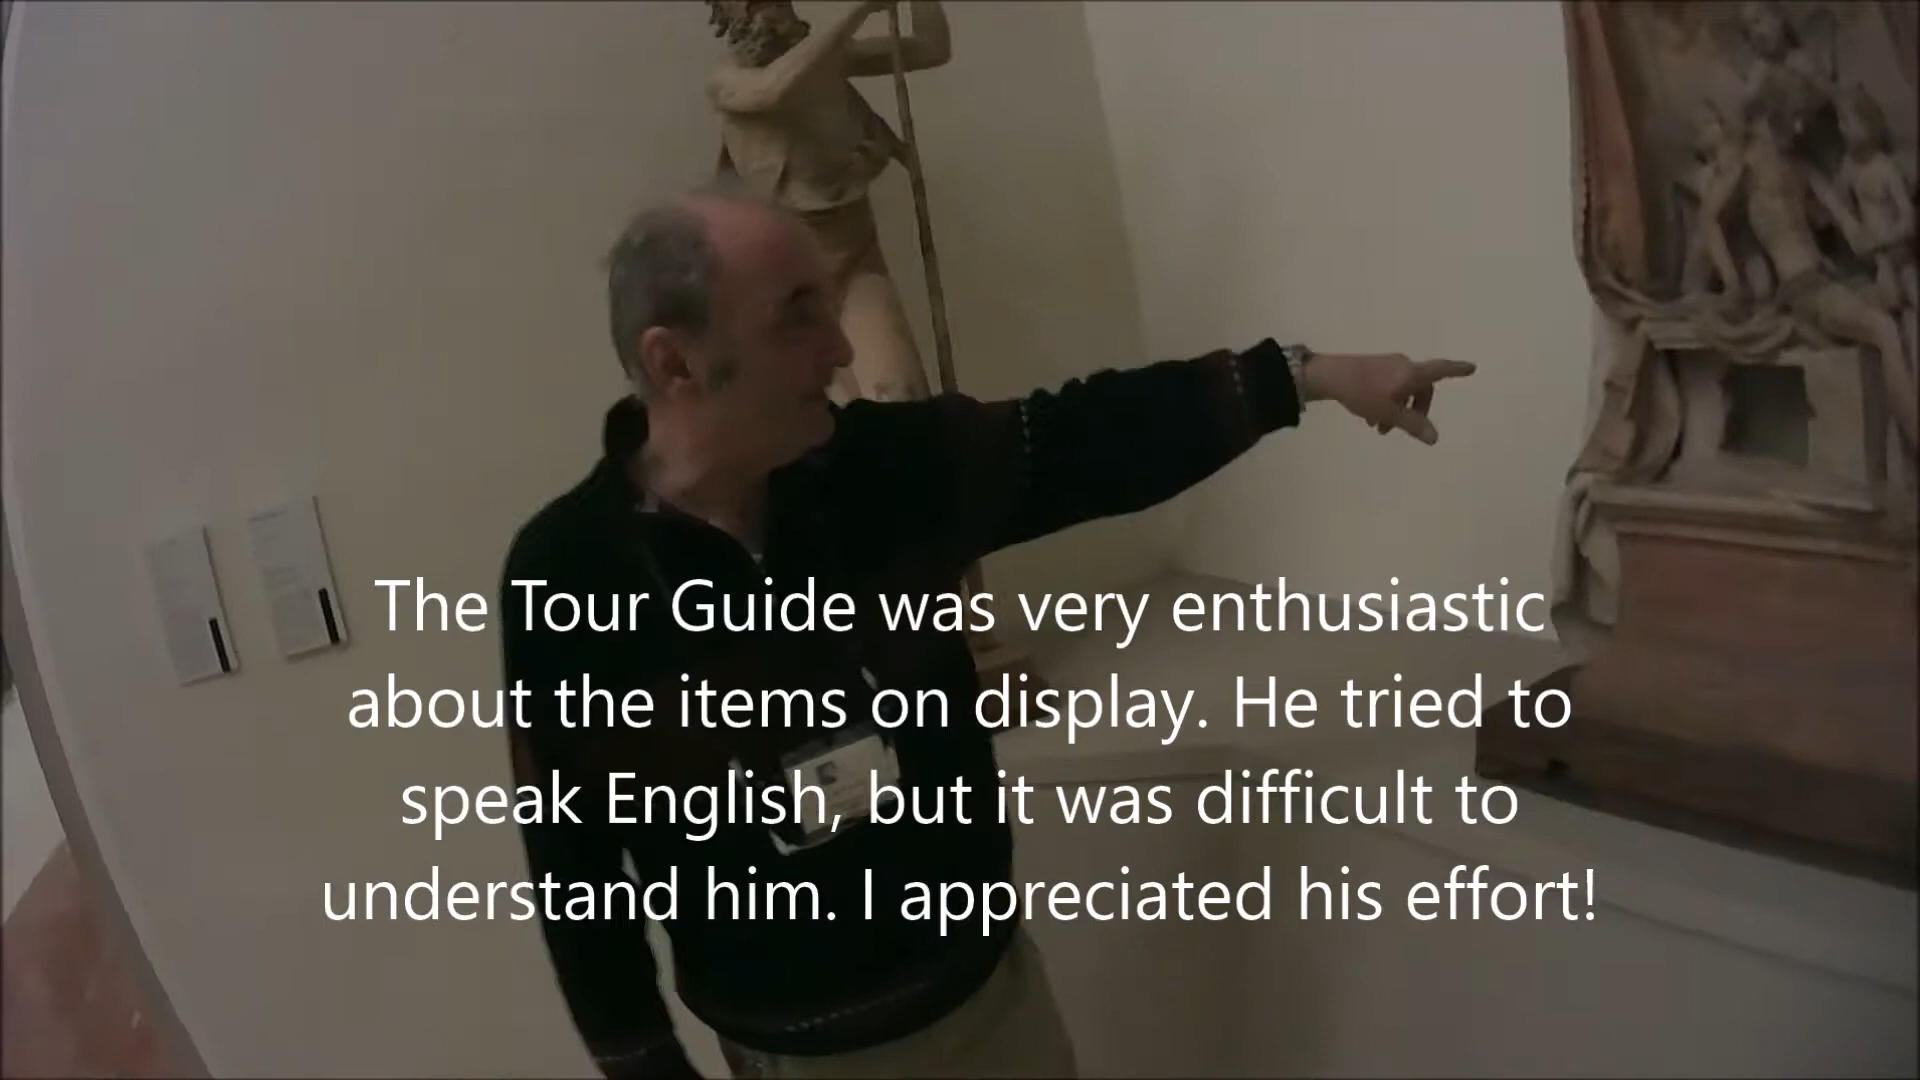 The Tour Guide was very enthusiastic
about the items on display. He tried to
speak English, but it was difficult to
understand him. I appreciated his effort!